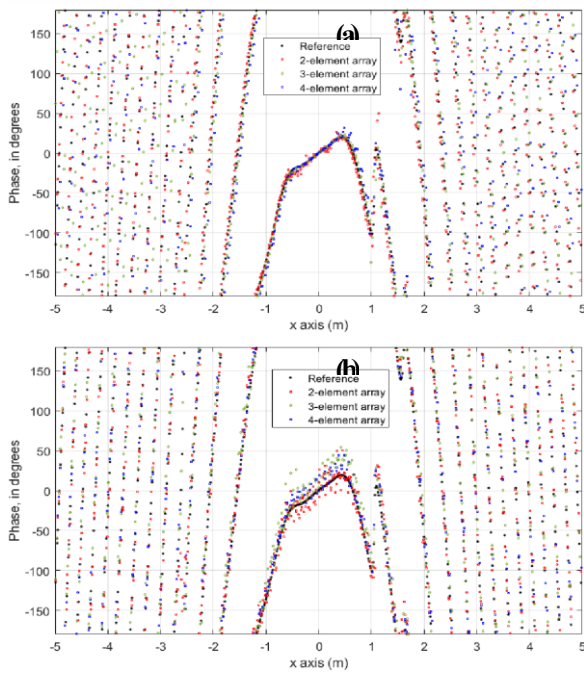 (a)
Reference
2-element array
3-element array
4-element array
Phase, in degrees
150
100
50
0
-50
-100
-150
-5 -4 -3 -2 -1 0 1 2 3 4 5
x axis (m)
(b)
Reference
2-element array
3-element array
4-element array
Phase, in degrees
150
100
50
0
-50
-100
-150
-5 -4 -3 -2 -1 0 1 2 3 4 5
x axis (m)